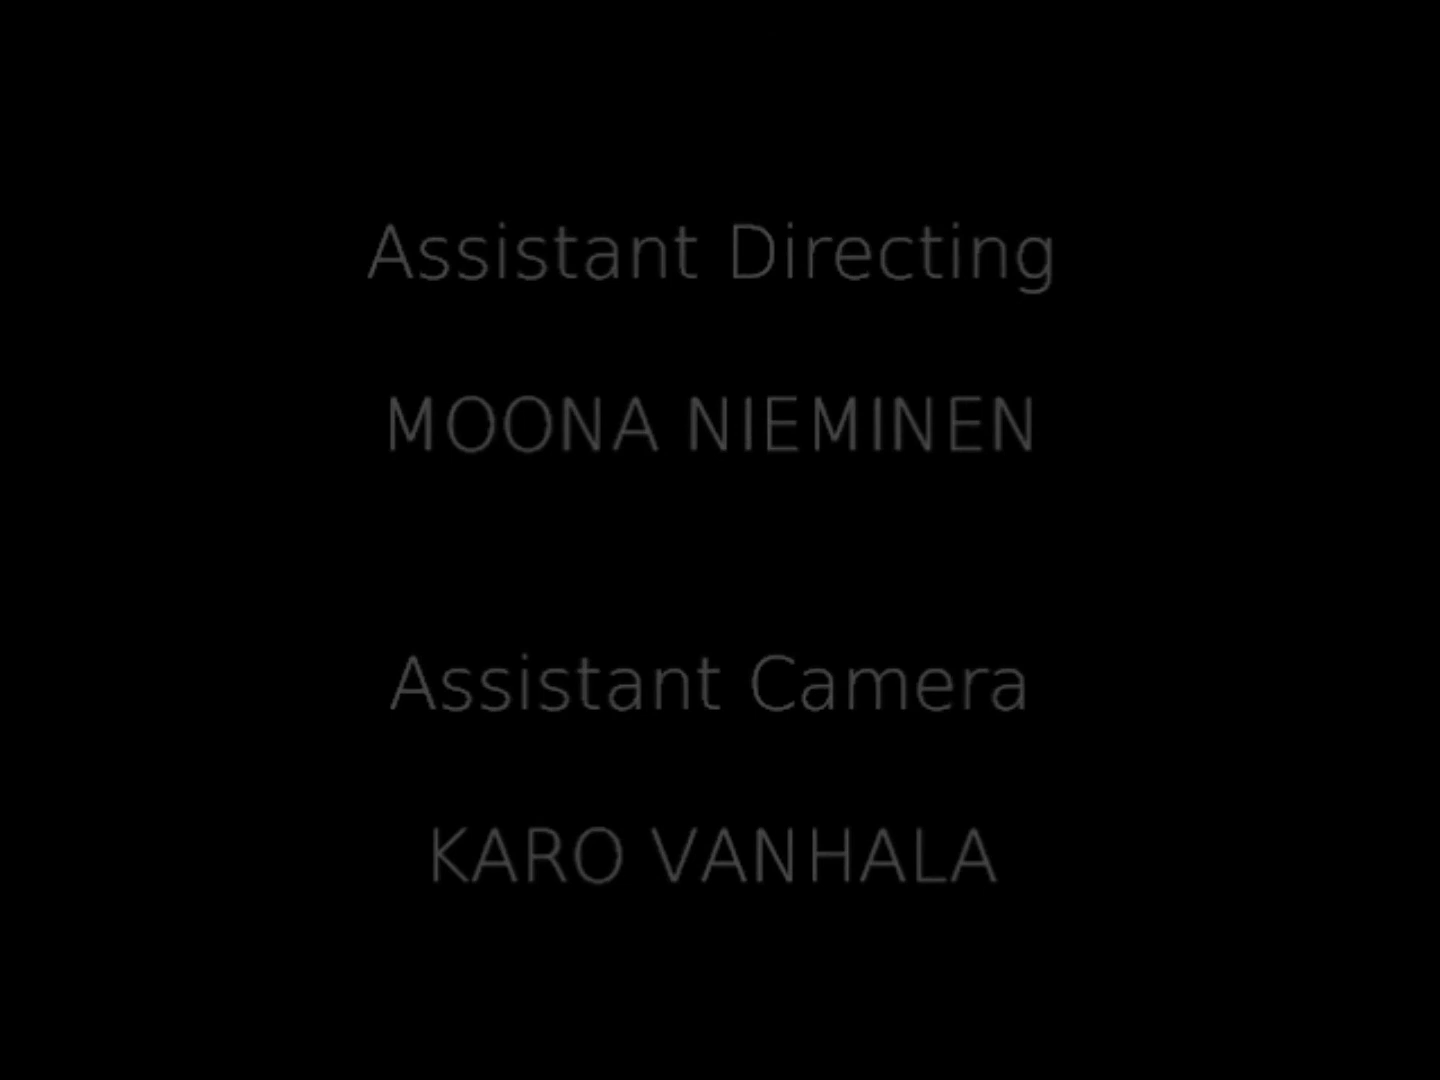 Assistant Directing
MOONA NIEMINEN
Assistant Camera
KARO VANHALA